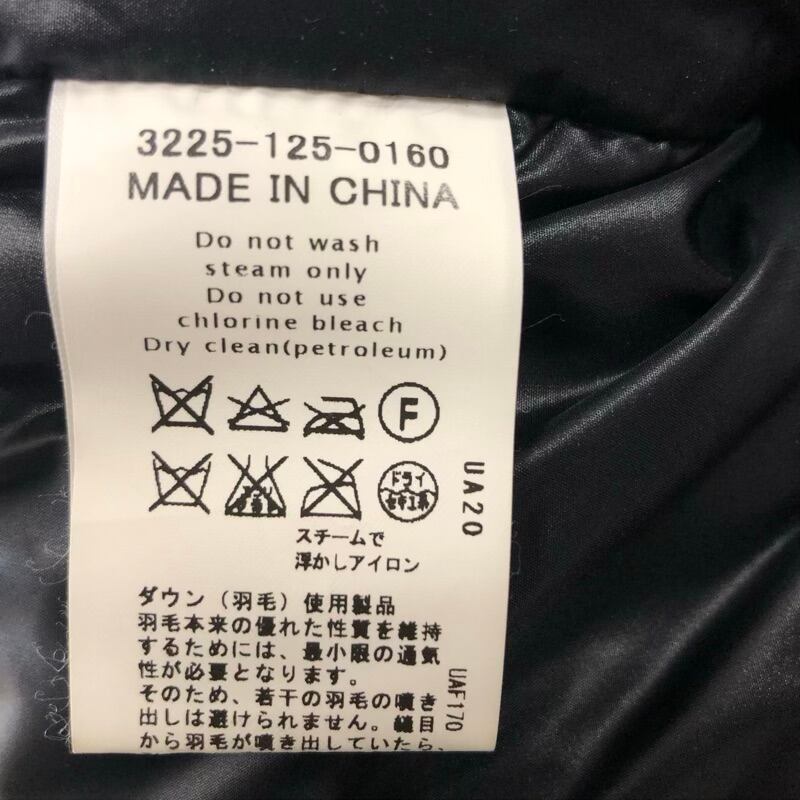 3225-125-0160
MADE IN CHINA
Do not wash
steam only
Do not use
chlorine bleach
Dry clean(petroleum)
F
ドライ
UA20
スチームで
浮かしアイロン
ダウン（羽毛）使用製品
羽毛本来の優れた性質を維持
するためには、最小限の通気
性が必要となります。
そのため、若干の羽毛の噴き
出しは避けられません。縫目
から羽毛が噴き出していたら、
UAF170